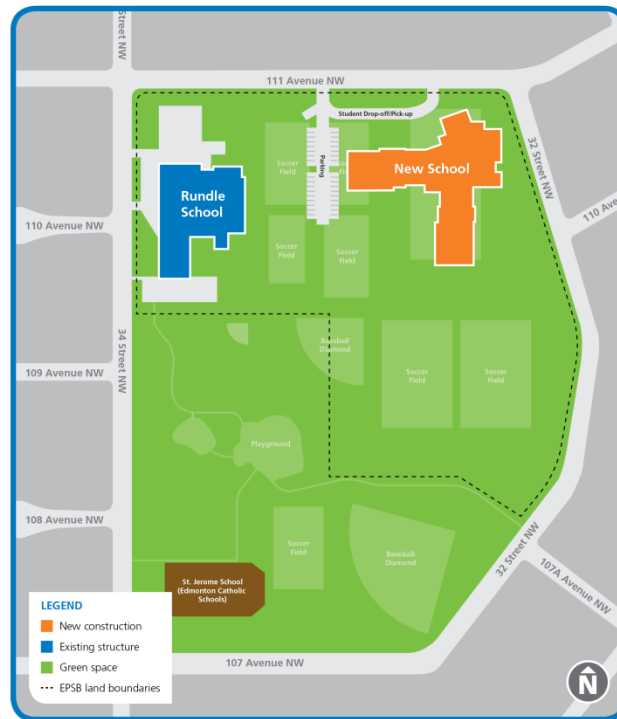 Street NW
111 Avenue NW
Student Drop-off/Pick-up
32 Street NW
Soccer
Field
Parking
Soccer
Field
New School
Rundle
School
110 Avenue NW
110 Ave
Soccer
Field
Soccer
Field
34 Street NW
Baseball
Diamond
109 Avenue NW
Soccer
Field
Soccer
Field
Playground
108 Avenue NW
Soccer
Field
Baseball
Diamond
32 Street NW
107A Avenue NW
St. Jerome School
(Edmonton Catholic
Schools)
LEGEND
New construction
Existing structure
Green space
EPSB land boundaries
107 Avenue NW
N